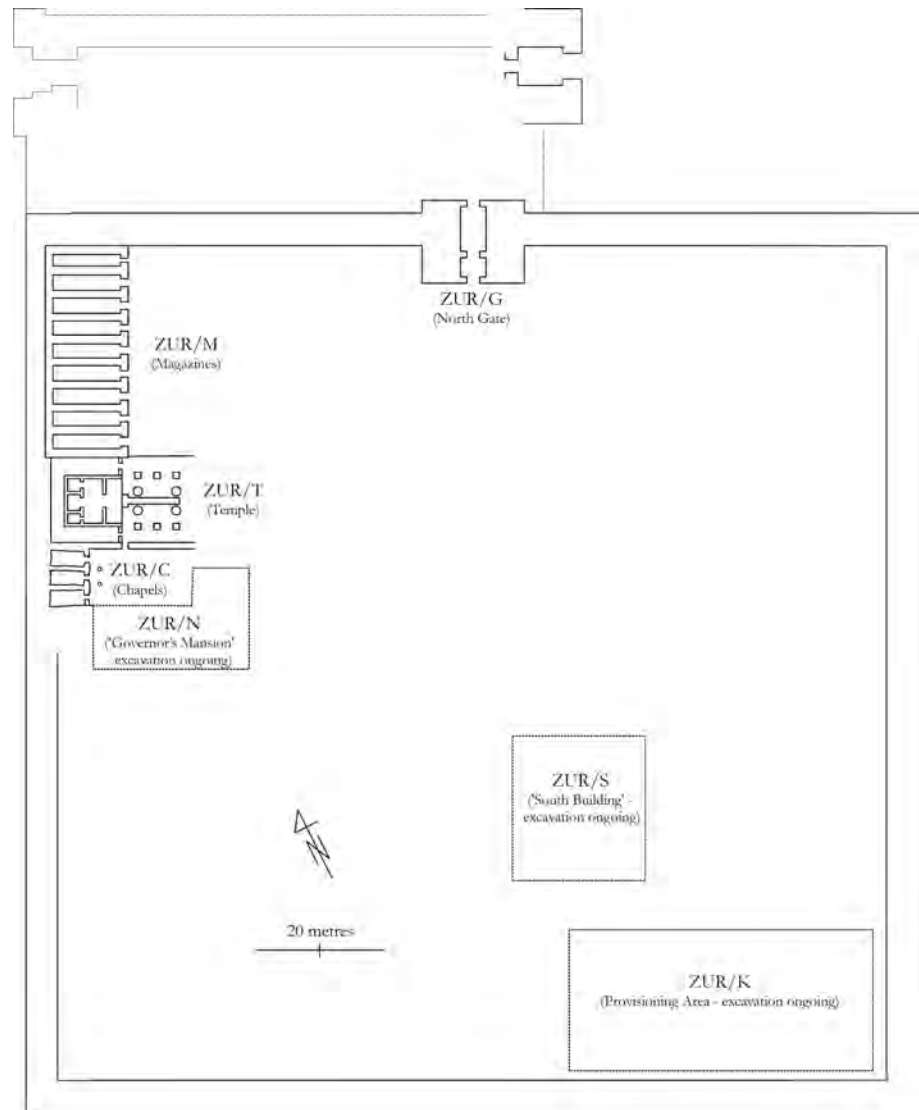 ZUR/G
(North Gate)
ZUR/M
(Magazines)
ZUR/T
(Temple)
ZUR/C
(Chapels)
ZUR/N
('Governor's Mansion'
excavation ongoing)
ZUR/S
('South Building' -
excavation ongoing)
20 metres
ZUR/K
(Provisioning Area - excavation ongoing)